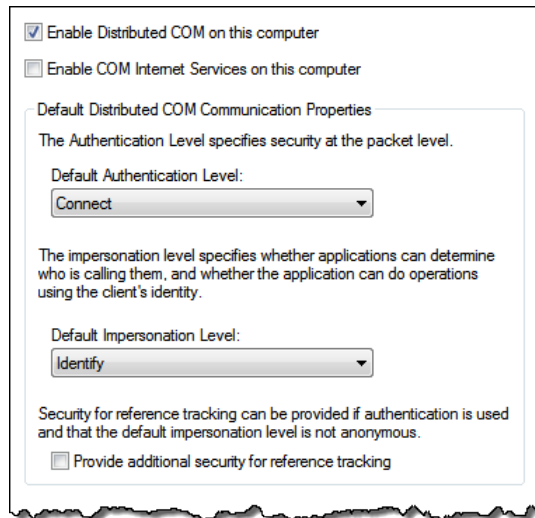 Enable Distributed COM on this computer
Enable COM Internet Services on this computer
Default Distributed COM Communication Properties
The Authentication Level specifies security at the packet level.
Default Authentication Level:
Connect
The impersonation level specifies whether applications can determine
who is calling them, and whether the application can do operations
using the client's identity.
Default Impersonation Level:
Identify
Security for reference tracking can be provided if authentication is used
and that the default impersonation level is not anonymous.
Provide additional security for reference tracking